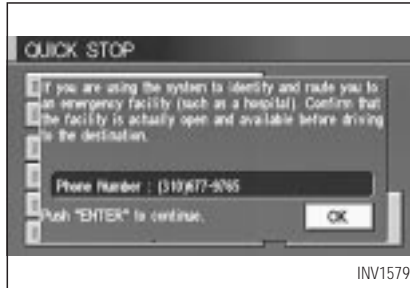 QUICK STOP
If you are using the system to identify and route you to
an emergency facility (such as a hospital). Confirm that
the facility is actually open and available before driving
to the destination.
Phone Number : (310)677-9765
Push "ENTER" to continue.
OK
INV1579